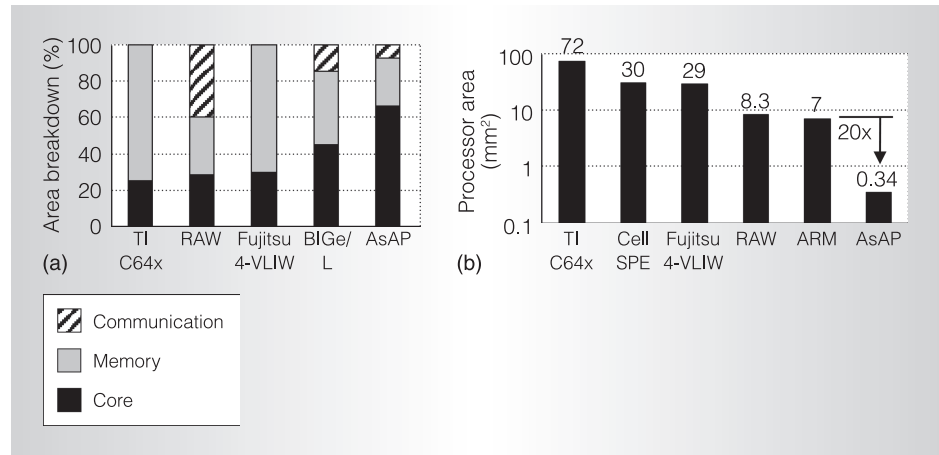 Area breakdown (%)
100
80
60
40
20
0
TI C64x
RAW
Fujitsu 4-VLIW
BIGe/ L
AsAP
(a)
Processor area (mm²)
100
10
1
0.1
72
30
29
8.3
7
20x
0.34
TI C64x
Cell SPE
Fujitsu 4-VLIW
RAW
ARM
AsAP
(b)
Communication
Memory
Core